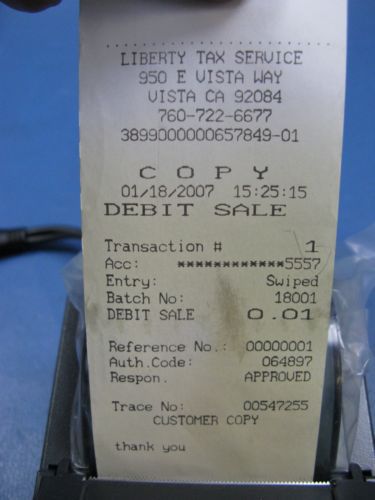 LIBERTY TAX SERVICE
950 E VISTA WAY
VISTA CA 92084
760-722-6677
3899000000657849-01
COPY
01/18/2007 15:25:15
DEBIT SALE
Transaction # 1
Acc: ************5557
Entry: Swiped
Batch No: 18001
DEBIT SALE 0.01
Reference No.: 00000001
Auth.Code: 064897
Respon. APPROVED
Trace No: 00547255
CUSTOMER COPY
thank you